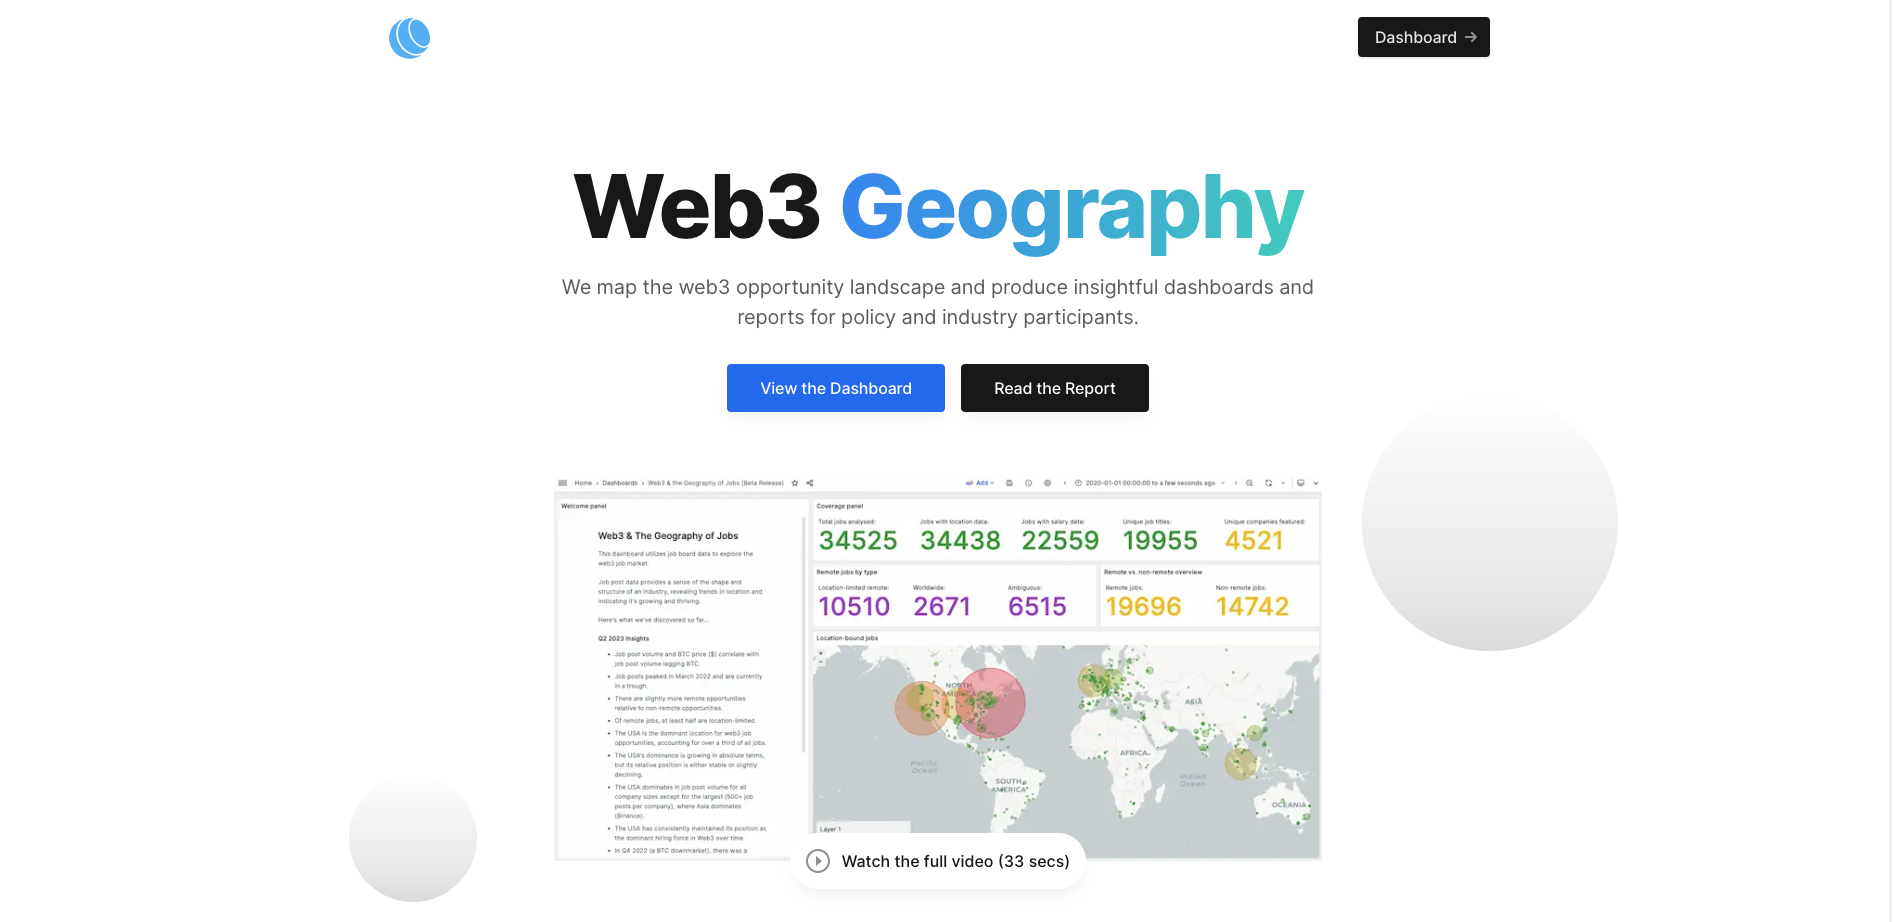 Dashboard →
Web3 Geography
We map the web3 opportunity landscape and produce insightful dashboards and
reports for policy and industry participants.
View the Dashboard
Read the Report
Home › Dashboards › Web3 & the Geography of Jobs (Beta Release)
Add
2020-01-01 00:00:00 to a few seconds ago
Welcome panel
Web3 & The Geography of Jobs
This dashboard utilizes job board data to explore the
web3 job market.
Job post data provides a sense of the shape and
structure of an industry, revealing trends in location and
indicating it's growing and thriving.
Here's what we've discovered so far...
Q2 2023 insights
• Job post volume and BTC price ($) correlate with
job post volume lagging BTC.
• Job posts peaked in March 2022 and are currently
in a trough.
• There are slightly more remote opportunities
relative to non-remote opportunities.
• Of remote jobs, at least half are location-limited.
• The USA is the dominant location for web3 job
opportunities, accounting for over a third of all jobs.
• The USA's dominance is growing in absolute terms,
but its relative position is either stable or slightly
declining.
• The USA dominates in job post volume for all
company sizes except for the largest (500+ job
posts per company), where Asia dominates
(Binance).
• The USA has consistently maintained its position as
the dominant hiring force in Web3 over time.
• In Q4 2022 (a BTC downmarket), there was a
Coverage panel
Total jobs analysed:
34525
Jobs with location data:
34438
Jobs with salary data:
22559
Unique job titles:
19955
Unique companies featured:
4521
Remote jobs by type
Location-limited remote:
10510
Worldwide:
2671
Ambiguous:
6515
Remote vs. non-remote overview
Remote jobs:
19696
Non-remote jobs:
14742
Location-bound jobs
+
−
NORTH
AMERICA
ASIA
AFRICA
Pacific
Ocean
SOUTH
AMERICA
Indian
Ocean
OCEANIA
Layer 1
Watch the full video (33 secs)